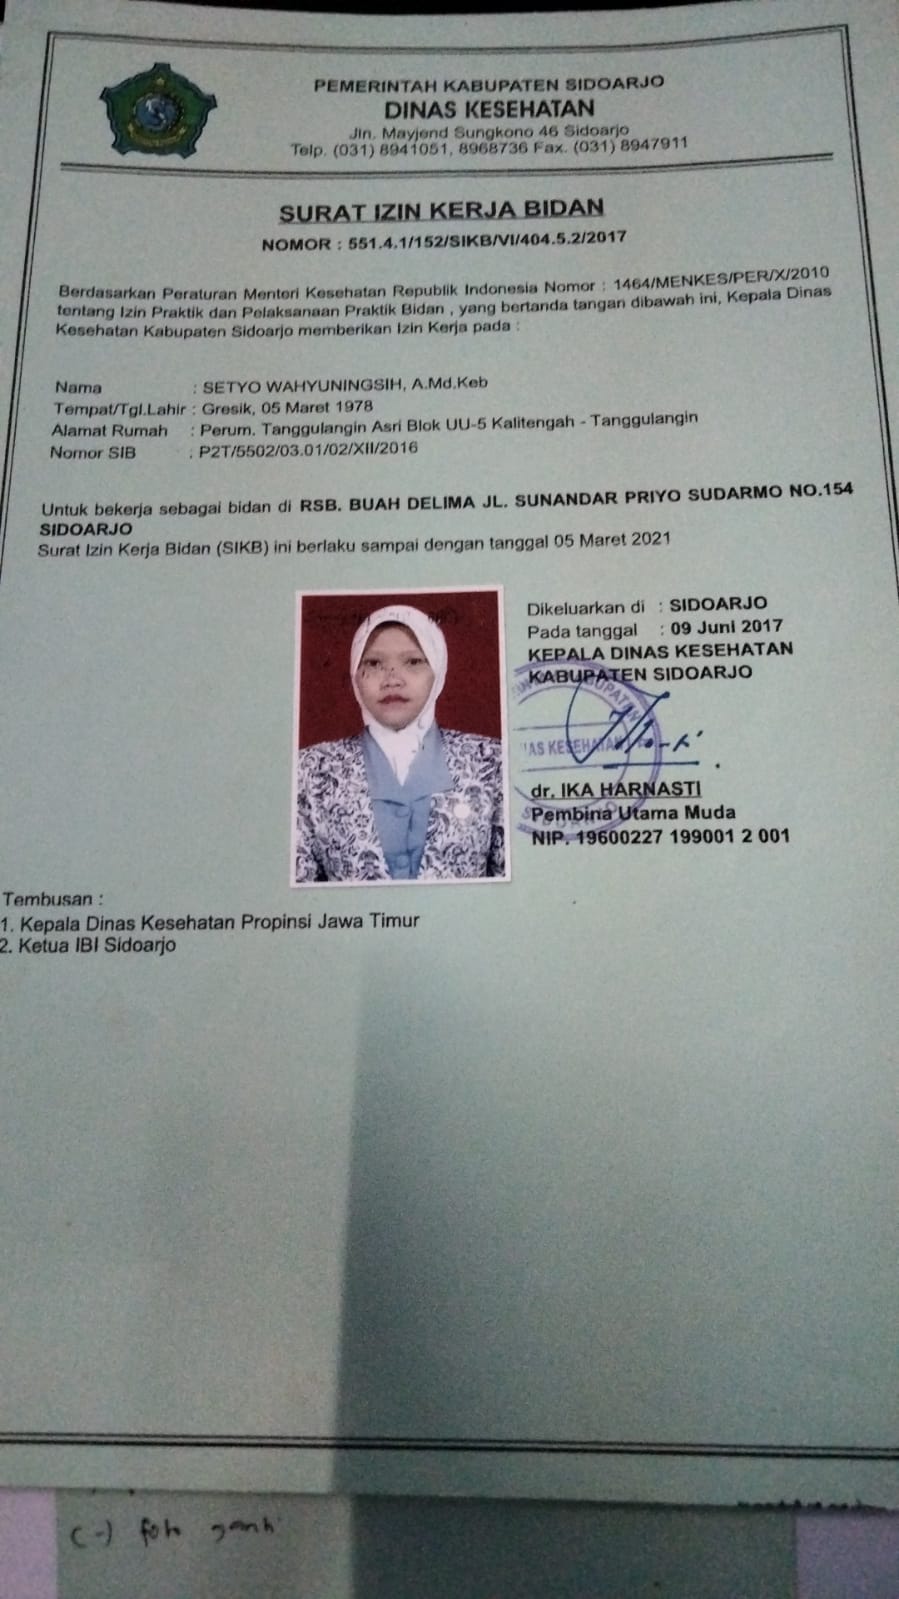 PEMERINTAH KABUPATEN SIDOARJO
DINAS KESEHATAN
Jln. Mayjend Sungkono 46 Sidoarjo
Telp. (031) 8941051, 8968736 Fax. (031) 8947911
SURAT IZIN KERJA BIDAN
NOMOR : 551.4.1/152/SIKB/VI/404.5.2/2017
Berdasarkan Peraturan Menteri Kesehatan Republik Indonesia Nomor : 1464/MENKES/PER/X/2010
tentang Izin Praktik dan Pelaksanaan Praktik Bidan , yang bertanda tangan dibawah ini, Kepala Dinas
Kesehatan Kabupaten Sidoarjo memberikan Izin Kerja pada :
Nama : SETYO WAHYUNINGSIH, A.Md.Keb
Tempat/Tgl.Lahir : Gresik, 05 Maret 1978
Alamat Rumah : Perum. Tanggulangin Asri Blok UU-5 Kalitengah - Tanggulangin
Nomor SIB : P2T/5502/03.01/02/XII/2016
Untuk bekerja sebagai bidan di RSB. BUAH DELIMA JL. SUNANDAR PRIYO SUDARMO NO.154
SIDOARJO
Surat Izin Kerja Bidan (SIKB) ini berlaku sampai dengan tanggal 05 Maret 2021
Dikeluarkan di : SIDOARJO
Pada tanggal : 09 Juni 2017
KEPALA DINAS KESEHATAN
KABUPATEN SIDOARJO
dr. IKA HARNASTI
Pembina Utama Muda
NIP. 19600227 199001 2 001
Tembusan :
1. Kepala Dinas Kesehatan Propinsi Jawa Timur
2. Ketua IBI Sidoarjo
(-) foto ganti